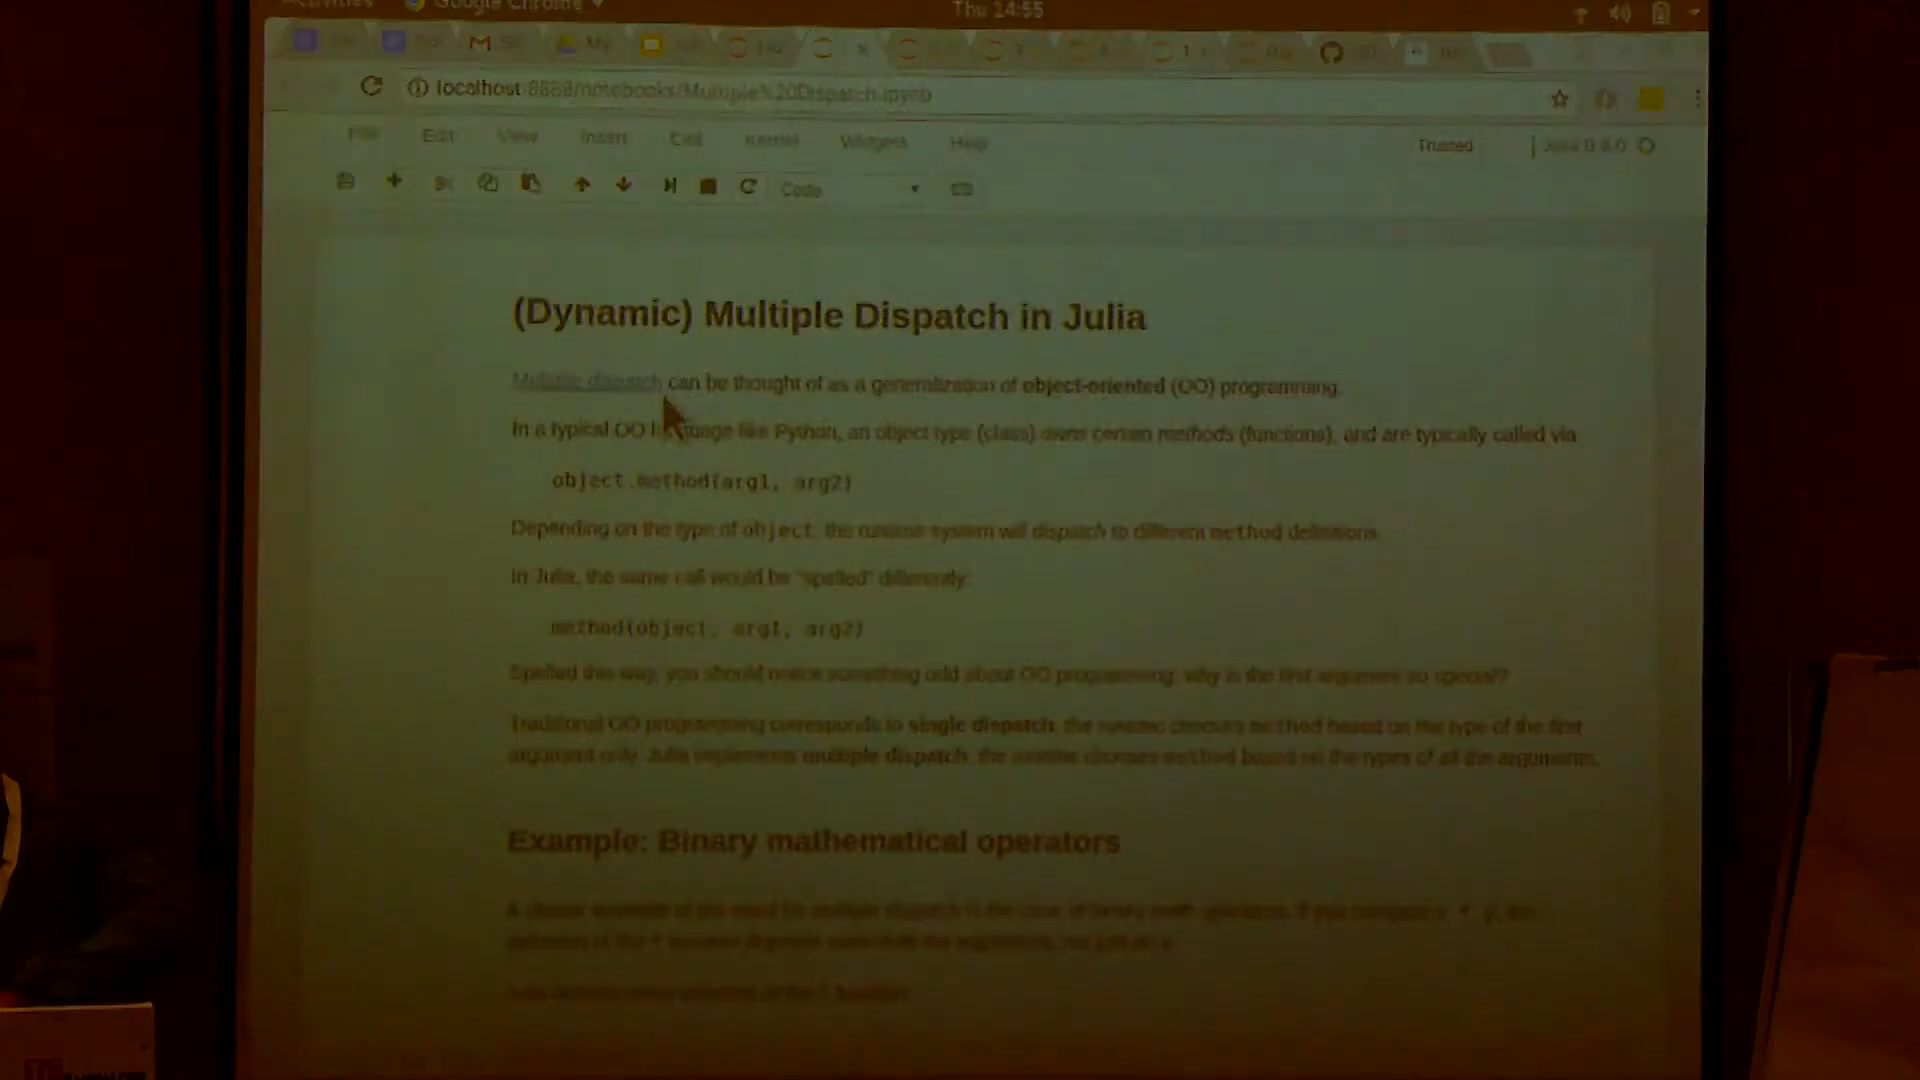 Activities Google Chrome Thu 14:55
localhost:8888/notebooks/Multiple%20Dispatch.ipynb
File Edit View Insert Cell Kernel Widgets Help Trusted Julia 0.6.0
Code
(Dynamic) Multiple Dispatch in Julia
Multiple dispatch can be thought of as a generalization of object-oriented (OO) programming.
In a typical OO language like Python, an object type (class) owns certain methods (functions), and are typically called via
object.method(arg1, arg2)
Depending on the type of object, the runtime system will dispatch to different method definitions.
In Julia, the same call would be "spelled" differently:
method(object, arg1, arg2)
Spelled this way, you should notice something odd about OO programming: why is the first argument so special?
Traditional OO programming corresponds to single dispatch: the runtime chooses method based on the type of the first
argument only. Julia implements multiple dispatch: the runtime chooses method based on the types of all the arguments.
Example: Binary mathematical operators